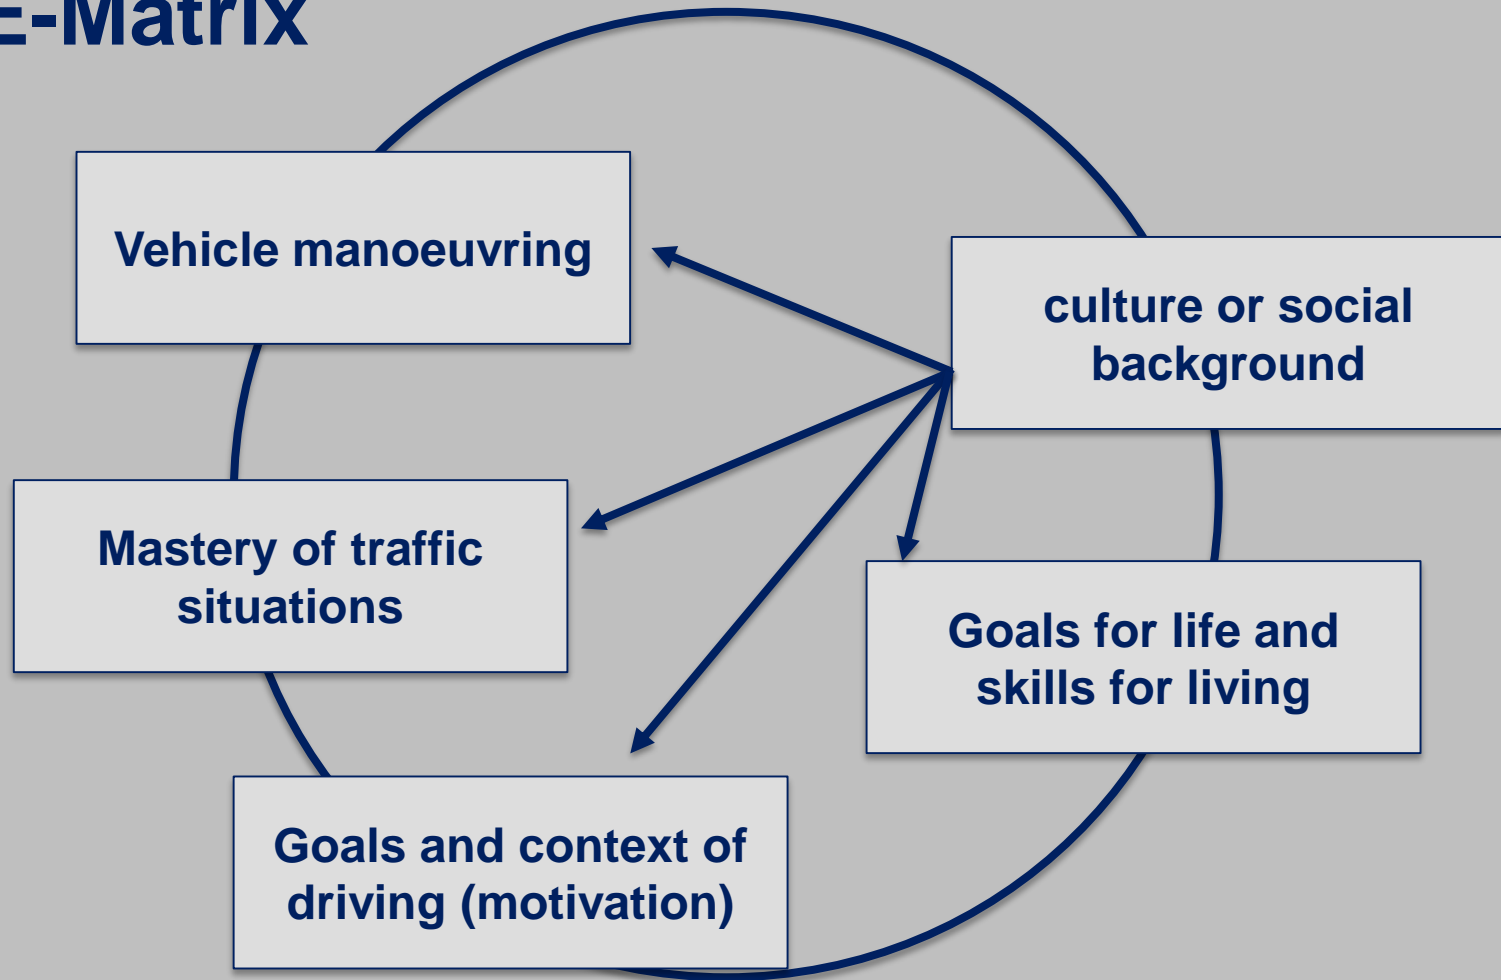 E-Matrix
Vehicle manoeuvring
culture or social
background
Mastery of traffic
situations
Goals for life and
skills for living
Goals and context of
driving (motivation)